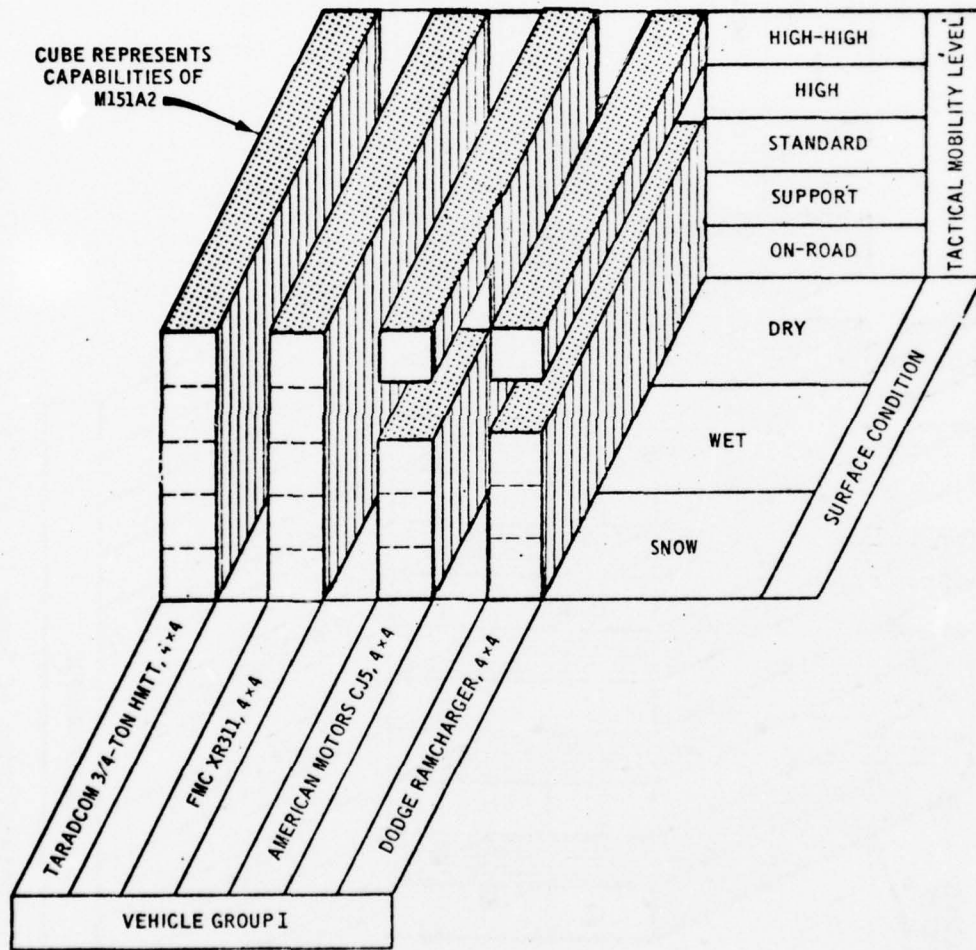 CUBE REPRESENTS
CAPABILITIES OF
M151A2
HIGH-HIGH
HIGH
STANDARD
SUPPORT
ON-ROAD
TACTICAL MOBILITY LEVEL
DRY
WET
SNOW
SURFACE CONDITION
TARADCOM 3/4-TON HMTT, 4×4
FMC XR311, 4×4
AMERICAN MOTORS CJ5, 4×4
DODGE RAMCHARGER, 4×4
VEHICLE GROUP I